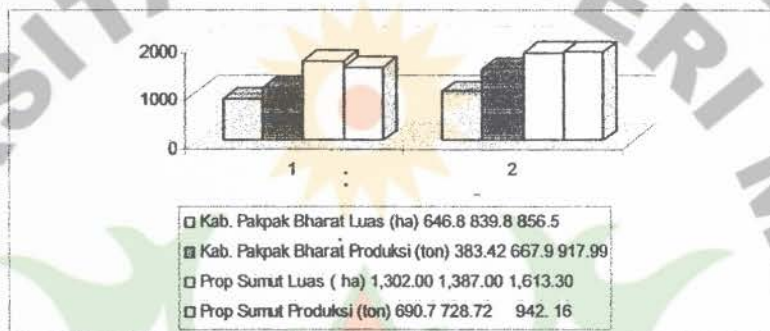 2000
1000
0
1
2
Kab. Pakpak Bharat Luas (ha) 646.8 839.8 856.5
Kab. Pakpak Bharat Produksi (ton) 383.42 667.9 917.99
Prop Sumut Luas ( ha) 1,302.00 1,387.00 1,613.30
Prop Sumut Produksi (ton) 690.7 728.72 942. 16